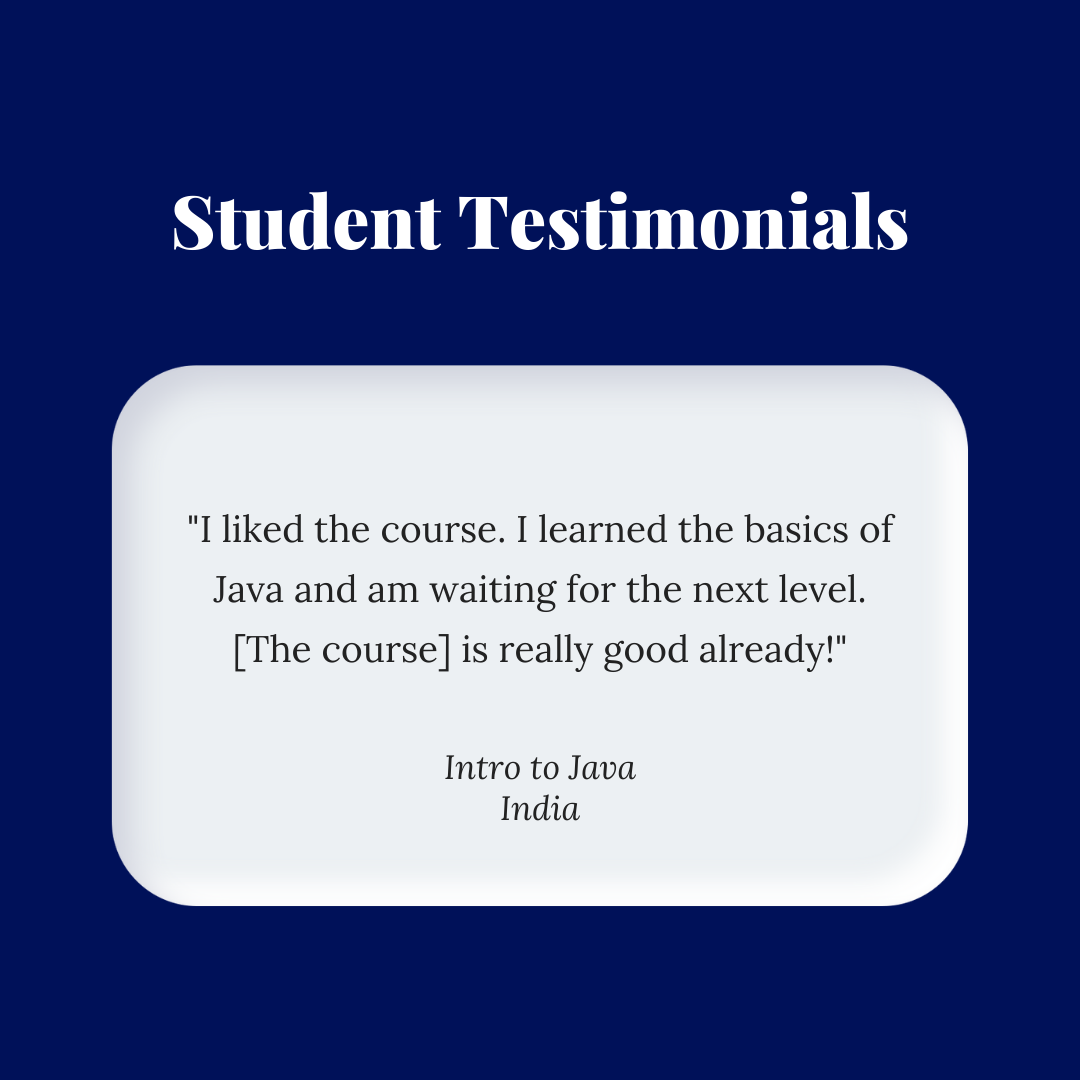 Student Testimonials
"I liked the course. I learned the basics of
Java and am waiting for the next level.
[The course] is really good already!"
Intro to Java
India